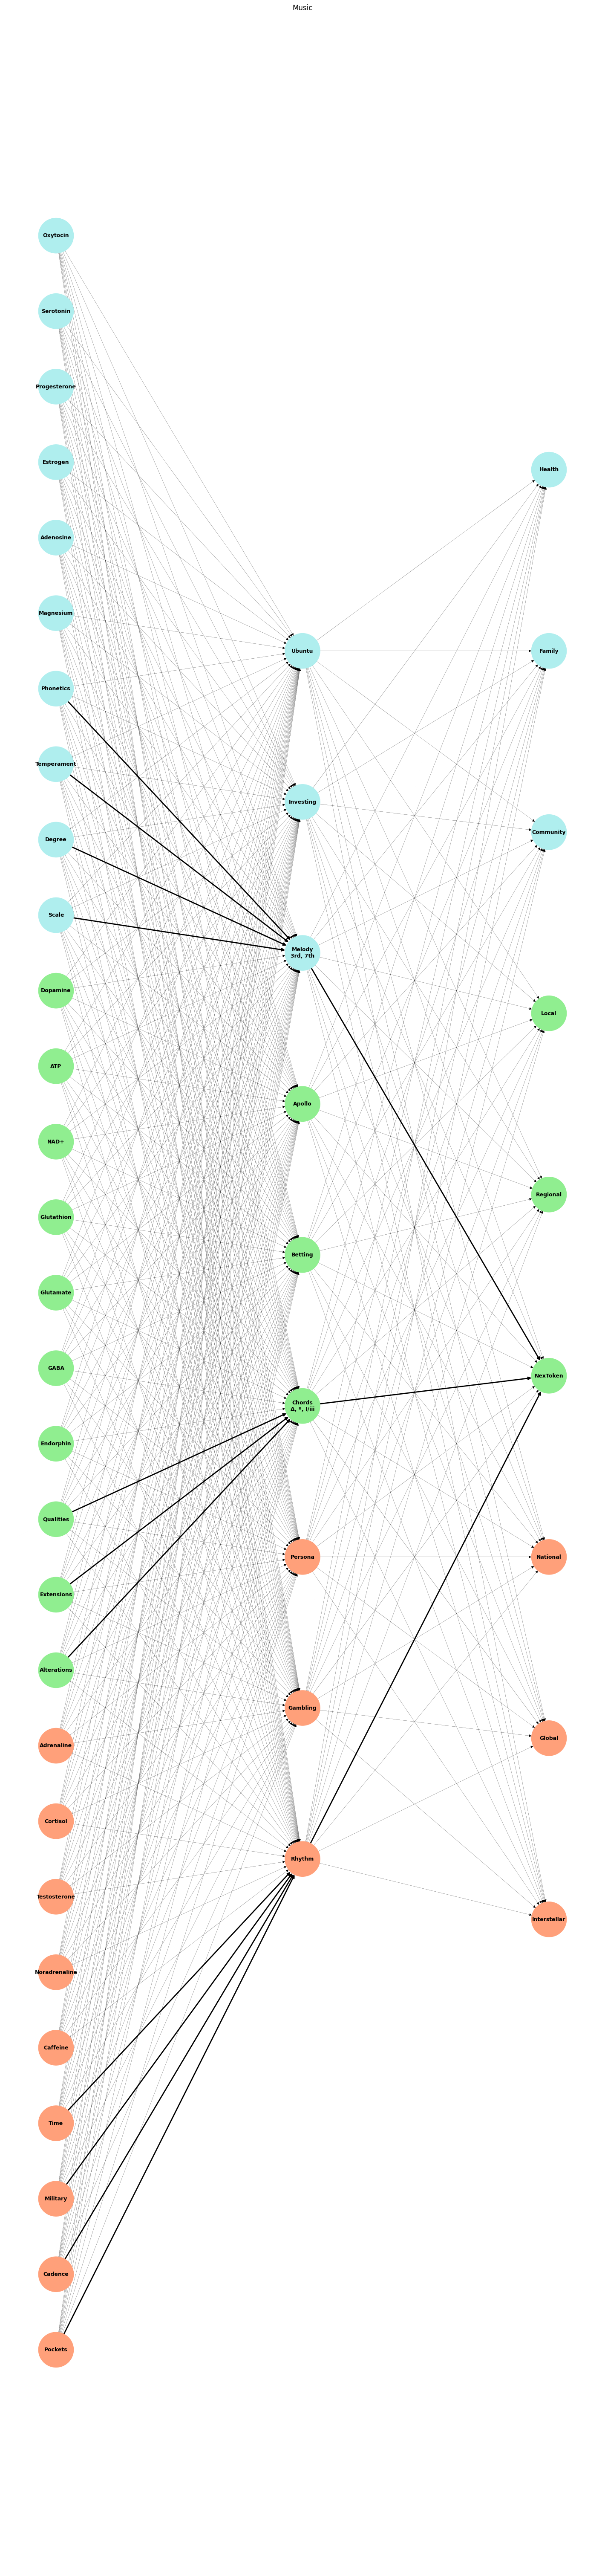 Music
Oxytocin
Serotonin
Progesterone
Estrogen
Adenosine
Magnesium
Phonetics
Temperament
Degree
Scale
Dopamine
ATP
NAD+
Glutathion
Glutamate
GABA
Endorphin
Qualities
Extensions
Alterations
Adrenaline
Cortisol
Testosterone
Noradrenaline
Caffeine
Time
Military
Cadence
Pockets
Ubuntu
Investing
Melody
3rd, 7th
Apollo
Betting
Chords
Δ, º, i/iii
Persona
Gambling
Rhythm
Health
Family
Community
Local
Regional
NexToken
National
Global
Interstellar